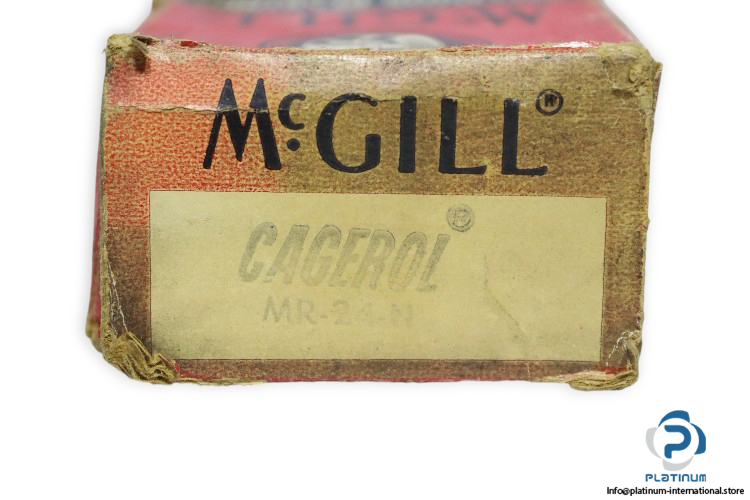 McGILL®
CAGEROL®
MR-24-N
PLATINUM
Info@platinum-international.store